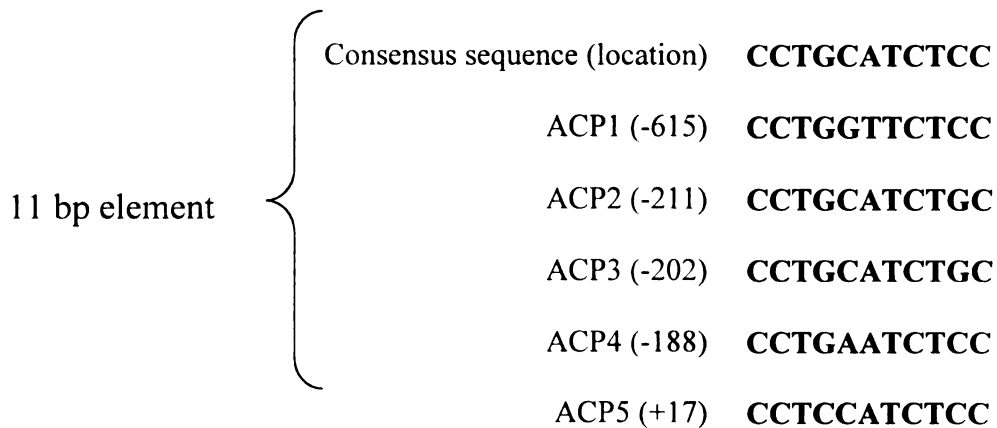 Consensus sequence (location) CCTGCATCTCC
ACP1 (-615) CCTGGTTCTCC
ACP2 (-211) CCTGCATCTGC
11 bp element
ACP3 (-202) CCTGCATCTGC
ACP4 (-188) CCTGAATCTCC
ACP5 (+17) CCTCCATCTCC